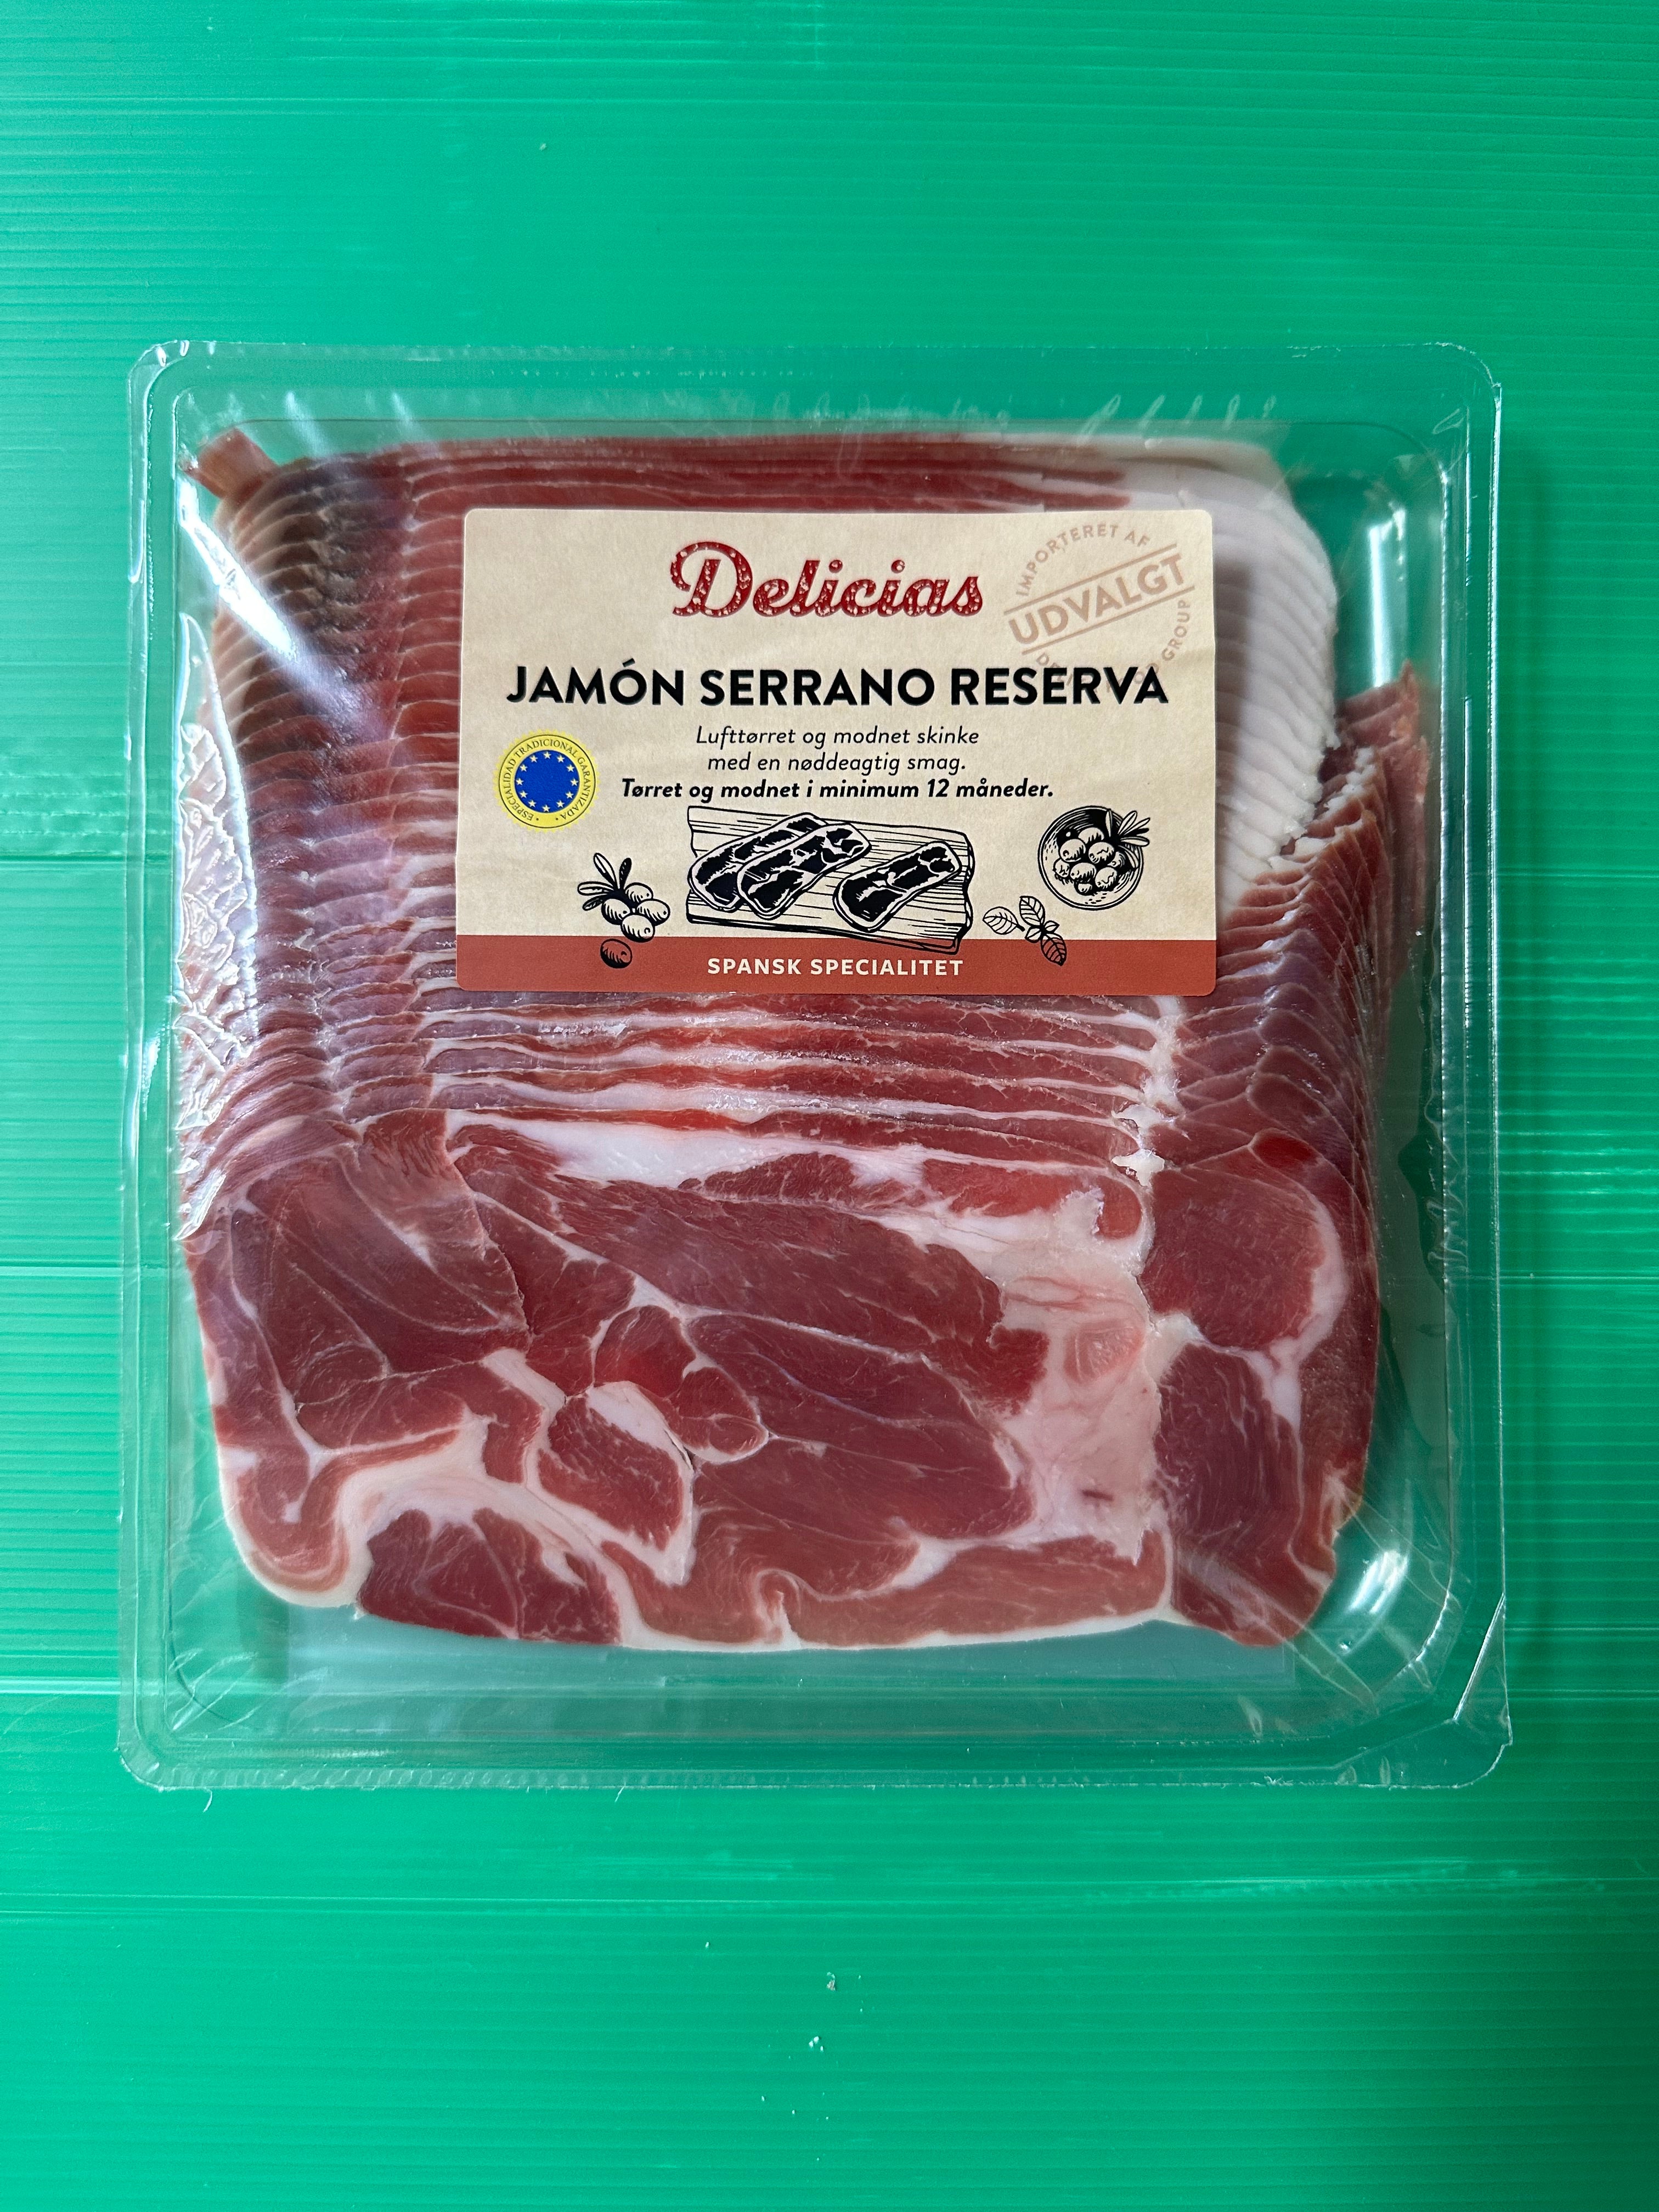 Delicias
IMPORTERET AF
UDVALGT
GROUP
JAMÓN SERRANO RESERVA
Lufttørret og modnet skinke
med en nøddeagtig smag.
Tørret og modnet i minimum 12 måneder.
ESPECIALIDAD TRADICIONAL GARANTIZADA
SPANSK SPECIALITET